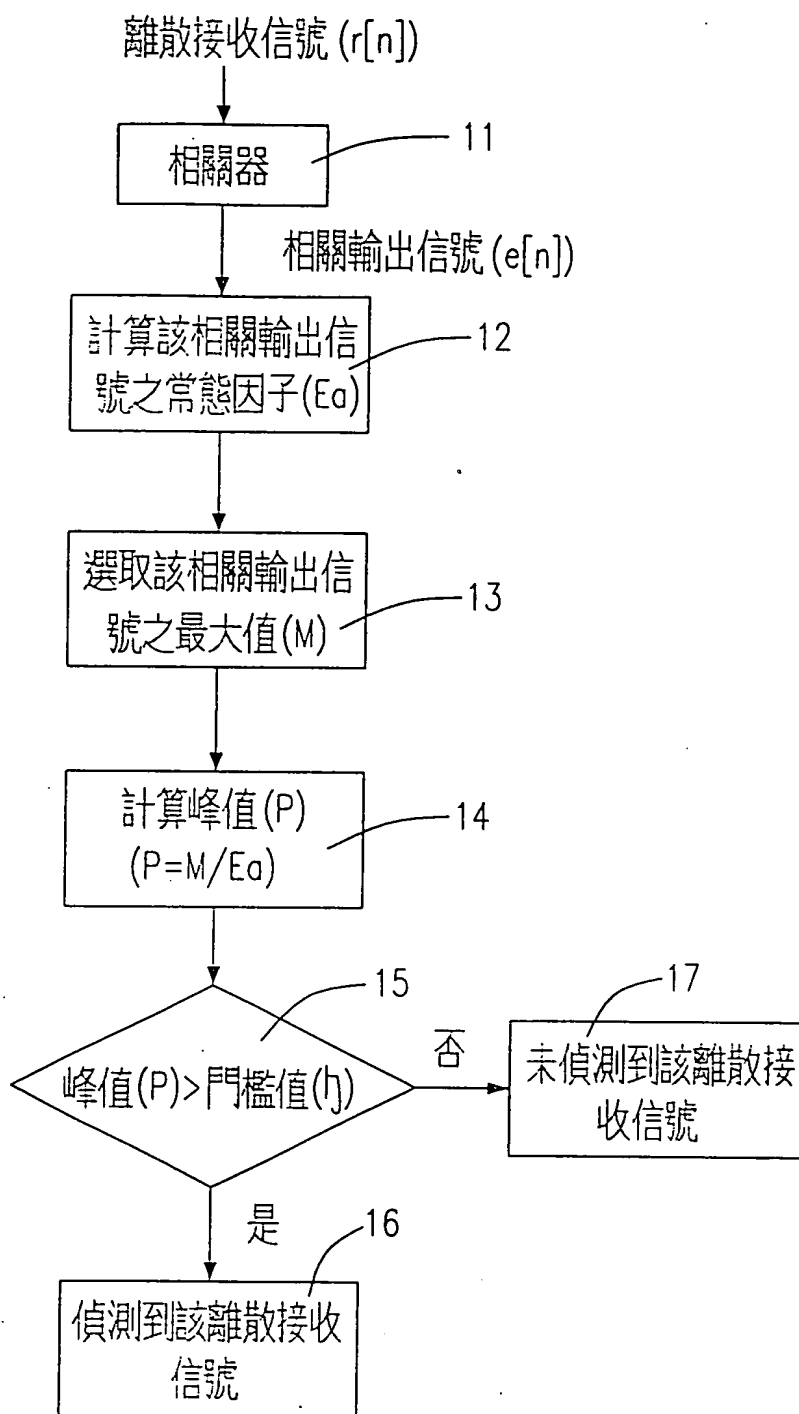 離散接收信號(r[n])
相關器
11
相關輸出信號(e[n])
計算該相關輸出信
號之常態因子(Ea)
12
選取該相關輸出信
號之最大值(M)
13
計算峰值(P)
(P=M/Ea)
14
15
峰值(P)>門檻值(ђ)
否
17
未偵測到該離散接
收信號
是
16
偵測到該離散接收
信號